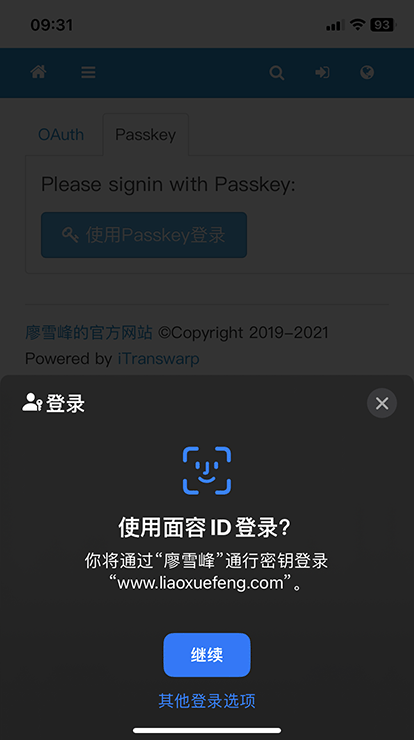 09:31
93
OAuth
Passkey
Please signin with Passkey:
使用Passkey登录
廖雪峰的官方网站 ©Copyright 2019-2021
Powered by iTranswarp
登录
使用面容 ID 登录？
你将通过“廖雪峰”通行密钥登录
“www.liaoxuefeng.com”。
继续
其他登录选项